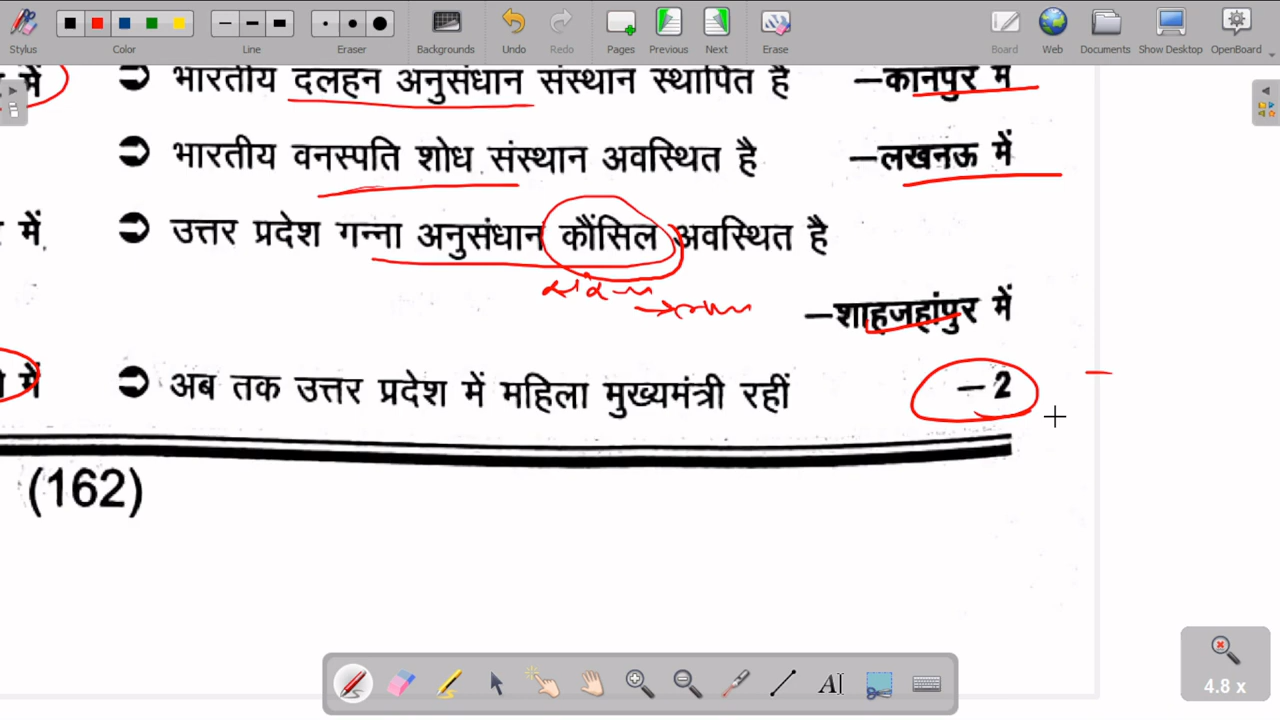 Stylus
Color
Line
Eraser
Backgrounds
Undo
Redo
Pages
Previous
Next
Erase
Board
Web
Documents
Show Desktop
OpenBoard
में
भारतीय दलहन अनुसंधान संस्थान स्थापित है –कानपुर में
भारतीय वनस्पति शोध संस्थान अवस्थित है –लखनऊ में
में
उत्तर प्रदेश गन्ना अनुसंधान कौंसिल अवस्थित है
–शाहजहांपुर में
में
अब तक उत्तर प्रदेश में महिला मुख्यमंत्री रहीं –2
(162)
4.8 x